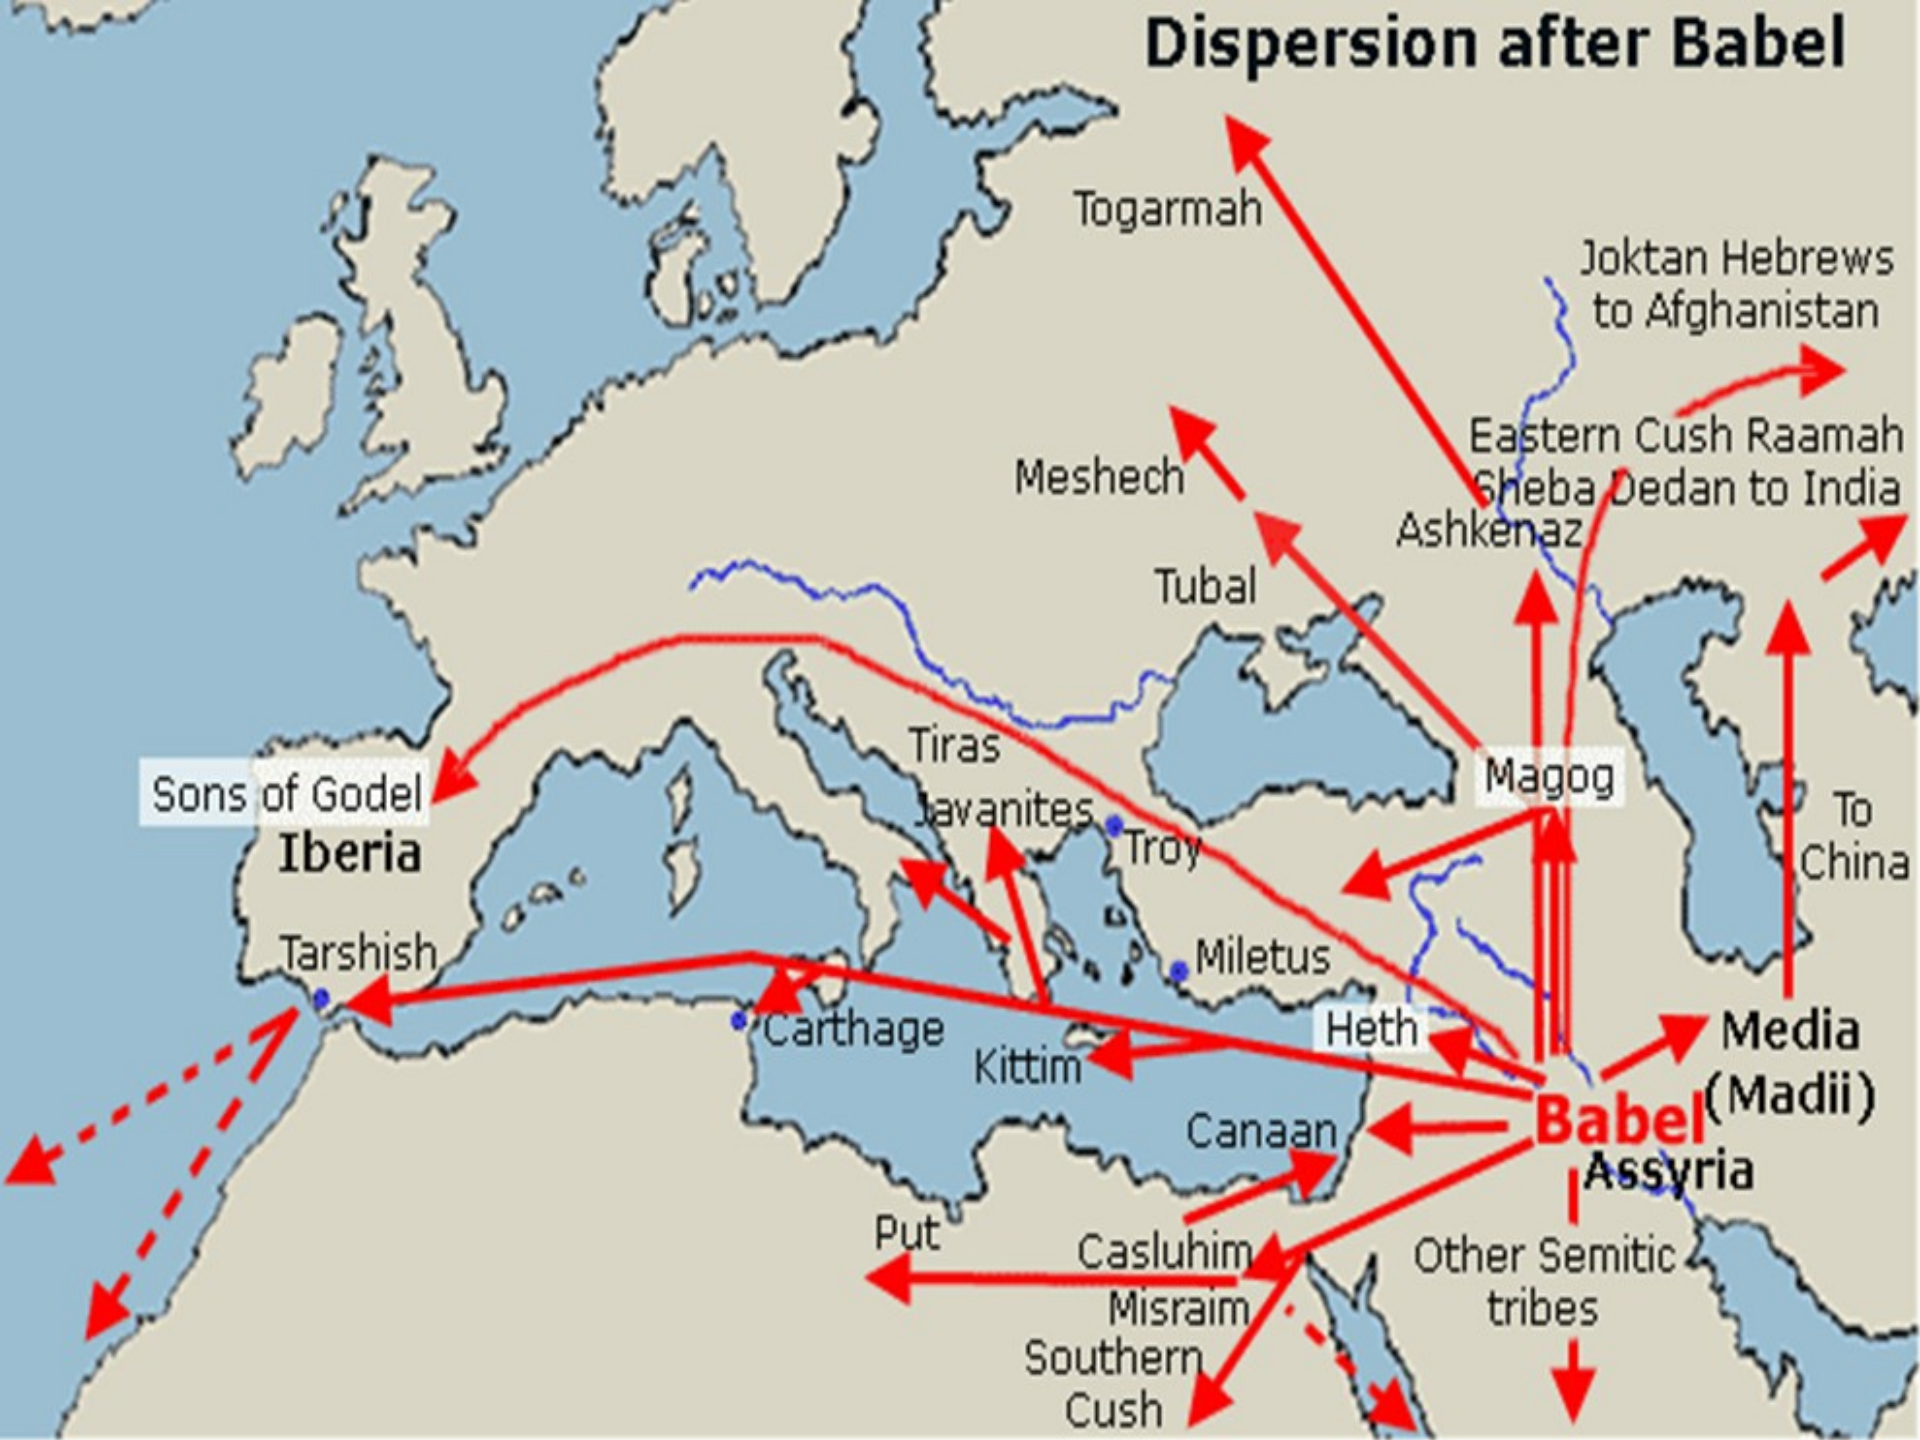 Dispersion after Babel
Togarmah
Joktan Hebrews
to Afghanistan
Eastern Cush Raamah
Sheba Dedan to India
Meshech
Ashkenaz
Tubal
Tiras
Magog
Sons of Godel
Javanites
To
China
Iberia
Troy
Tarshish
Miletus
Carthage
Heth
Media
(Madii)
Kittim
Canaan
Babel
Assyria
Put
Casluhim
Other Semitic
tribes
Misraim
Southern
Cush